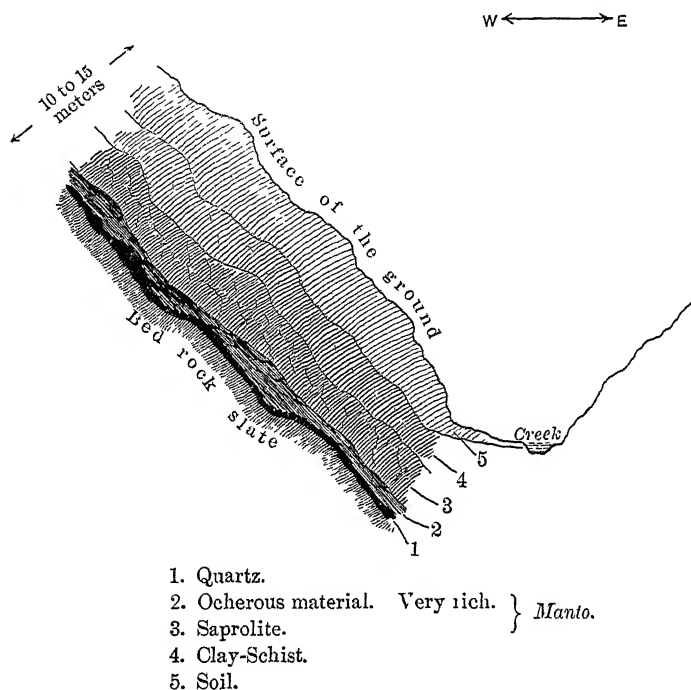 W E
10 to 15
meters
Surface of the ground
Bed rock slate
Creek
5
4
3
2
1
1. Quartz.
2. Ocherous material. Very rich. } Manto.
3. Saprolite.
4. Clay-Schist.
5. Soil.